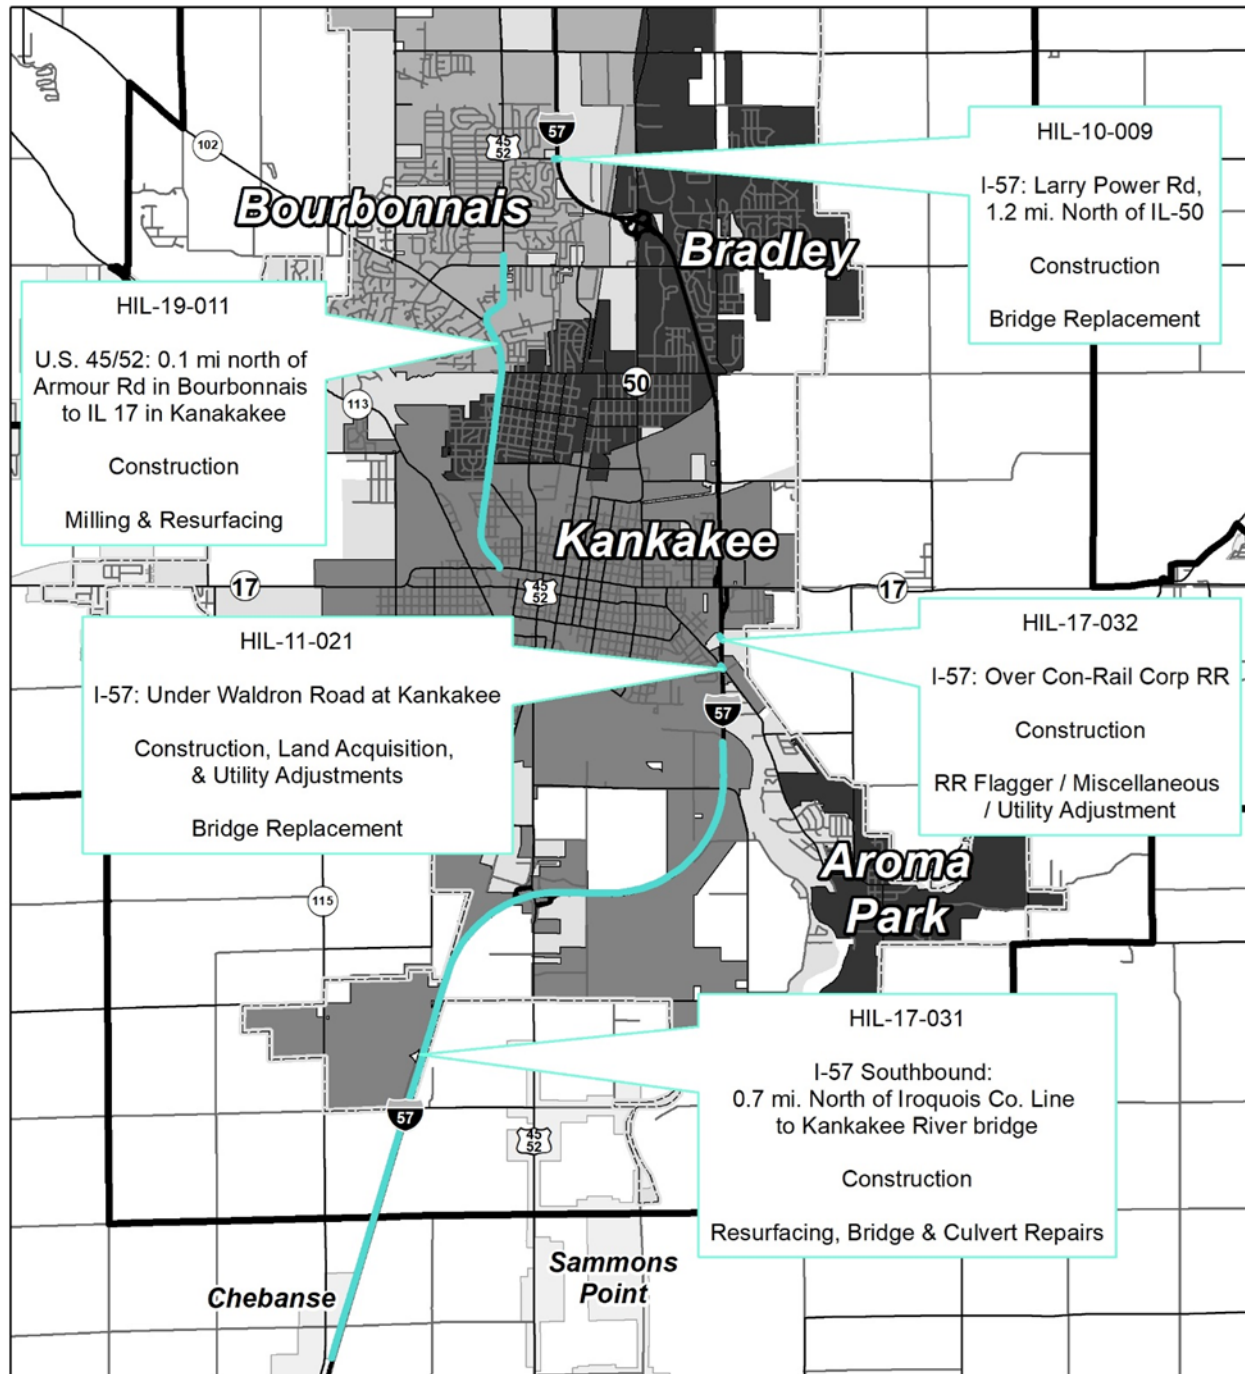 57
45
52
102
Bourbonnais
Bradley
HIL-10-009
I-57: Larry Power Rd,
1.2 mi. North of IL-50
Construction
Bridge Replacement
HIL-19-011
U.S. 45/52: 0.1 mi north of
Armour Rd in Bourbonnais
to IL 17 in Kanakakee
Construction
Milling & Resurfacing
113
50
Kankakee
17
45
52
17
HIL-11-021
I-57: Under Waldron Road at Kankakee
Construction, Land Acquisition,
& Utility Adjustments
Bridge Replacement
HIL-17-032
I-57: Over Con-Rail Corp RR
Construction
RR Flagger / Miscellaneous
/ Utility Adjustment
57
Aroma
Park
115
HIL-17-031
I-57 Southbound:
0.7 mi. North of Iroquois Co. Line
to Kankakee River bridge
Construction
Resurfacing, Bridge & Culvert Repairs
57
45
52
Sammons
Point
Chebanse